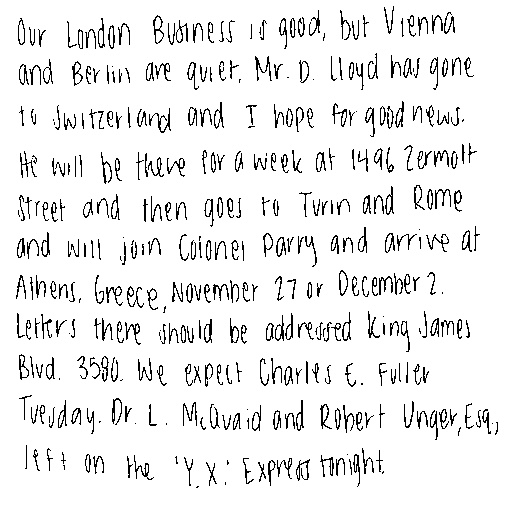 Our London Business is good, but Vienna
and Berlin are quiet. Mr. D. Lloyd has gone
to Switzerland and I hope for good news.
He will be there for a week at 1496 Zermolt
Street and then goes to Turin and Rome
and will join Colonel Parry and arrive at
Athens, Greece, November 27 or December 2.
Letters there should be addressed King James
Blvd. 3580. We expect Charles E. Fuller
Tuesday. Dr. L. McQuaid and Robert Unger, Esq.,
left on the 'Y.X.' Express tonight.